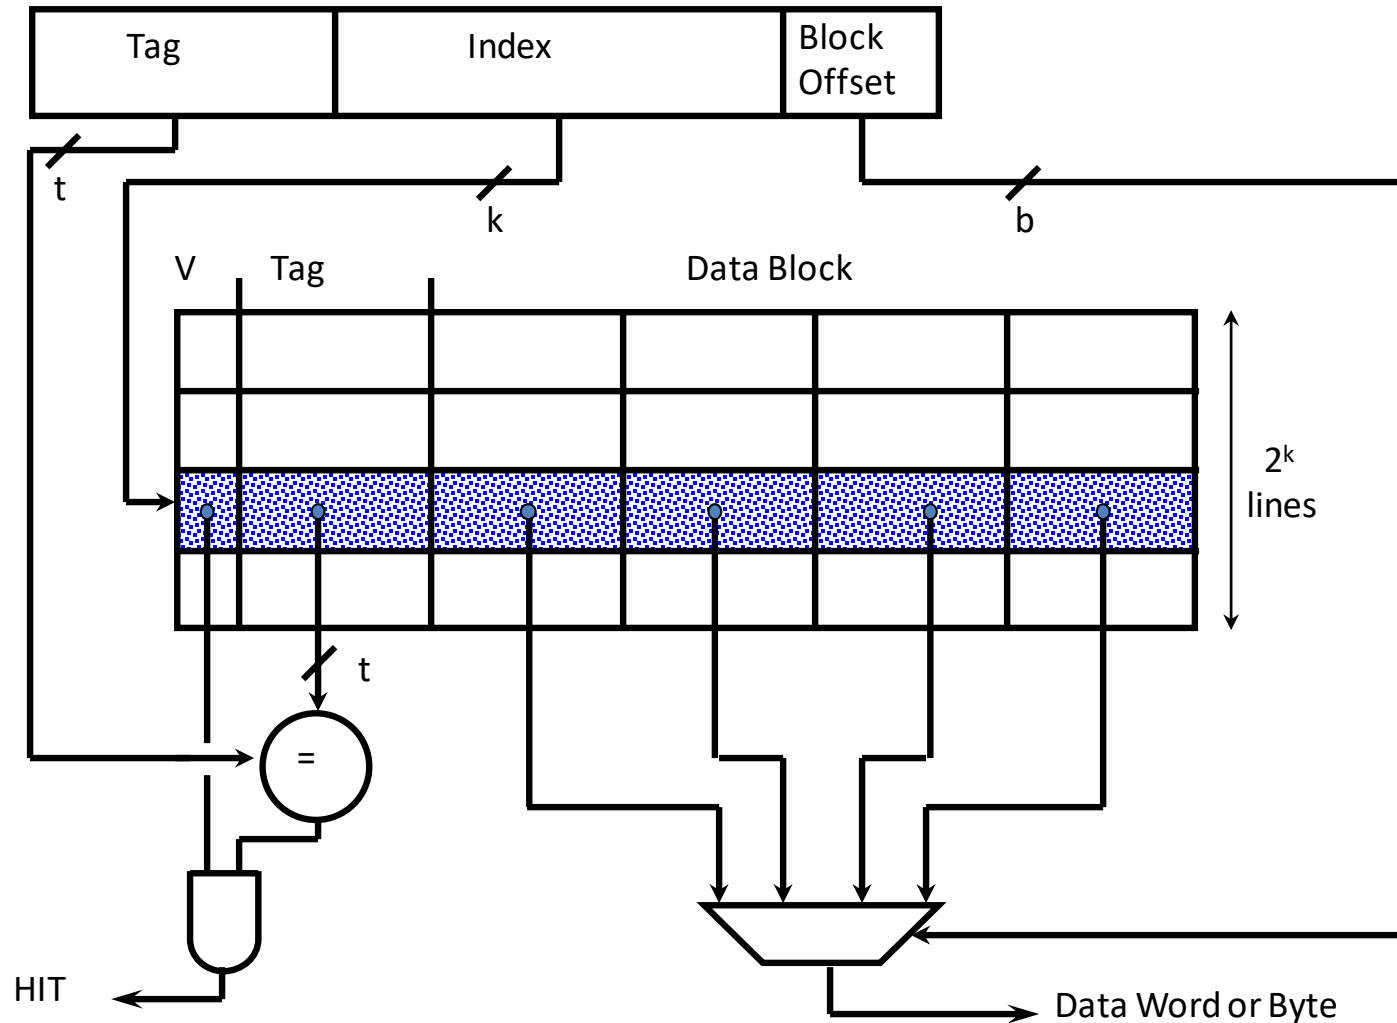 Tag
Index
Block
Offset
t
k
b
V
Tag
Data Block
2ᵏ
lines
t
=
HIT
Data Word or Byte